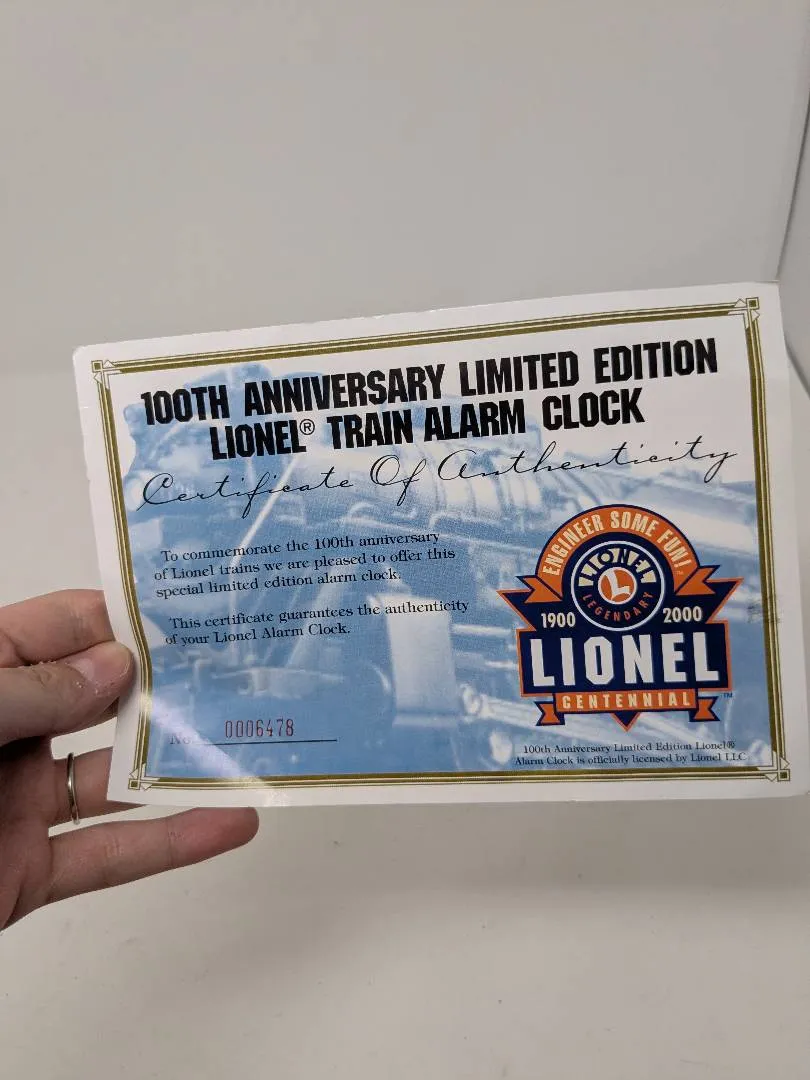 100TH ANNIVERSARY LIMITED EDITION
LIONEL® TRAIN ALARM CLOCK
Certificate Of Authenticity
To commemorate the 100th anniversary
of Lionel trains we are pleased to offer this
special limited edition alarm clock.
This certificate guarantees the authenticity
of your Lionel Alarm Clock.
No. 0006478
ENGINEER SOME FUN!™
LIONEL
L
LEGENDARY
1900 2000
LIONEL
CENTENNIAL™
100th Anniversary Limited Edition Lionel®
Alarm Clock is officially licensed by Lionel LLC